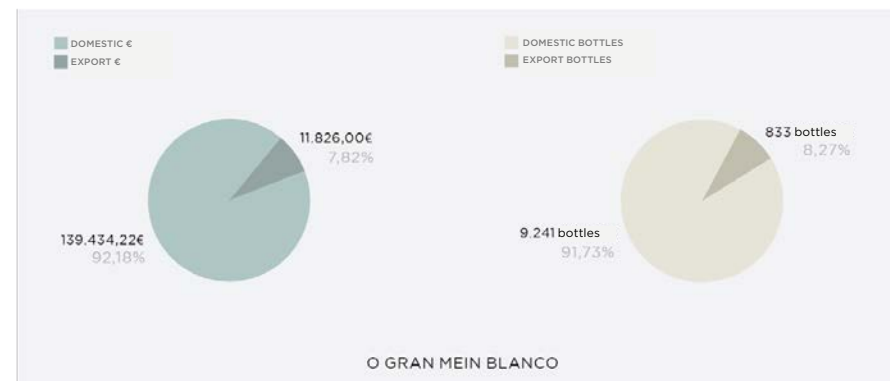 DOMESTIC €
EXPORT €
11.826,00€
7,82%
139.434,22€
92,18%
DOMESTIC BOTTLES
EXPORT BOTTLES
833 bottles
8,27%
9.241 bottles
91,73%
O GRAN MEIN BLANCO